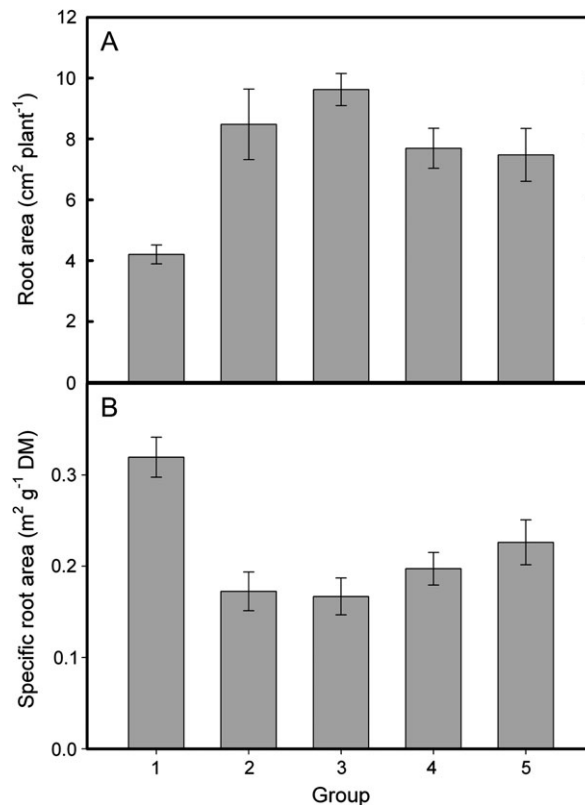 A
Root area (cm² plant⁻¹)
12
10
8
6
4
2
0
B
Specific root area (m² g⁻¹ DM)
0.3
0.2
0.1
0.0
1 2 3 4 5
Group